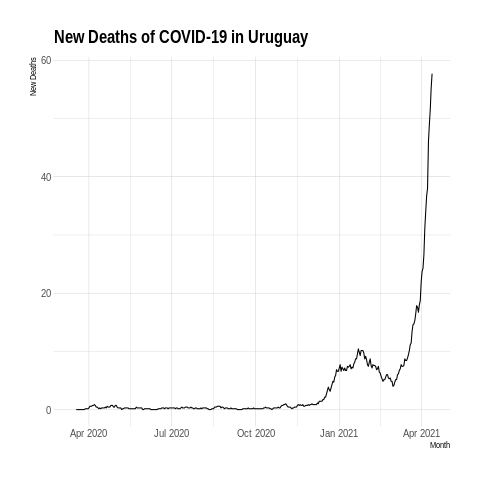 New Deaths of COVID-19 in Uruguay
New Deaths
60
40
20
0
Apr 2020 Jul 2020 Oct 2020 Jan 2021 Apr 2021
Month